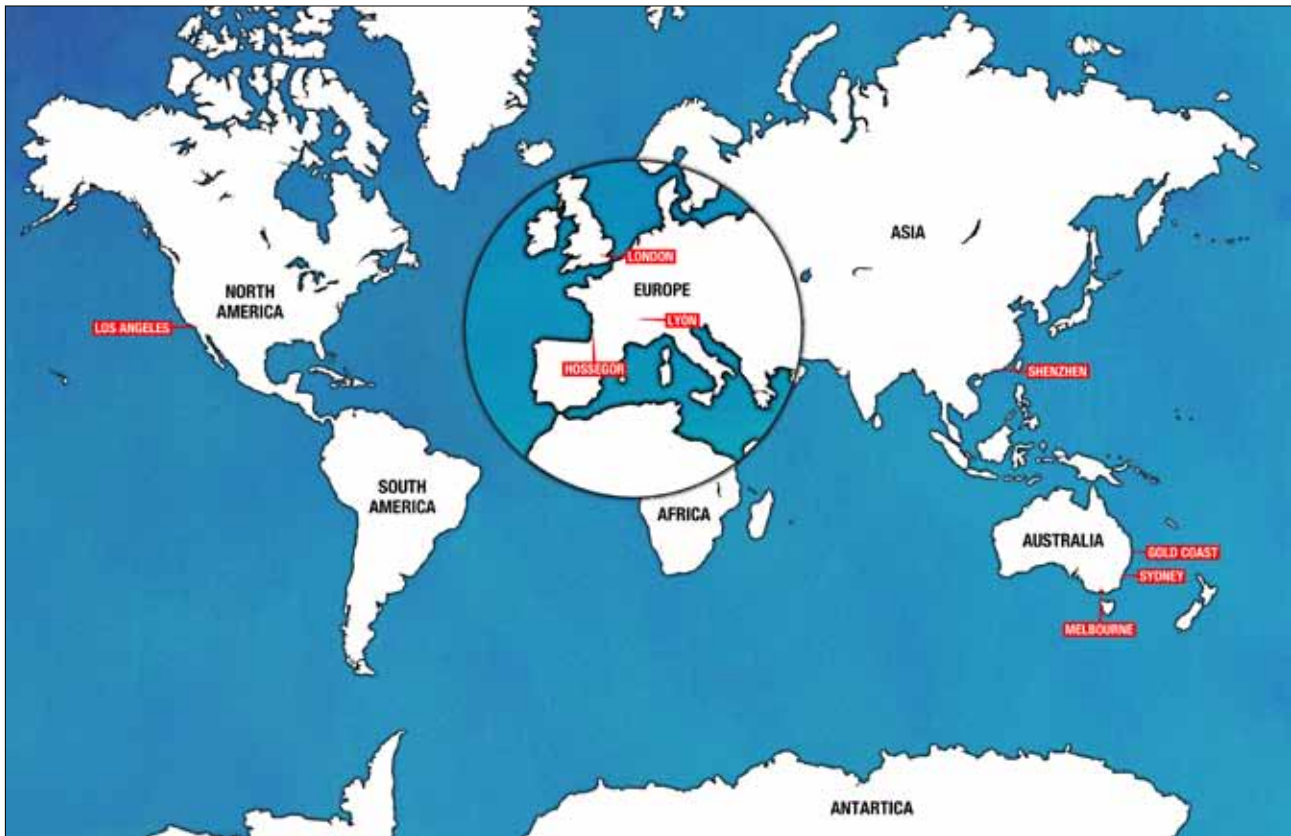 ASIA
LONDON
NORTH
AMERICA
EUROPE
LOS ANGELES
LYON
HOSSEGOR
SHENZHEN
SOUTH
AMERICA
AFRICA
AUSTRALIA
GOLD COAST
SYDNEY
MELBOURNE
ANTARTICA